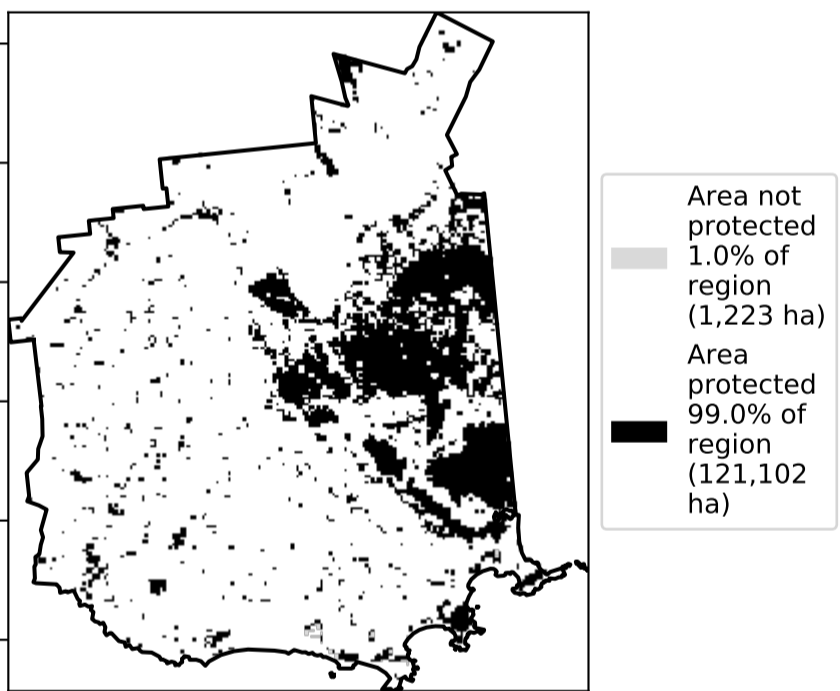 Area not
protected
1.0% of
region
(1,223 ha)
Area
protected
99.0% of
region
(121,102
ha)